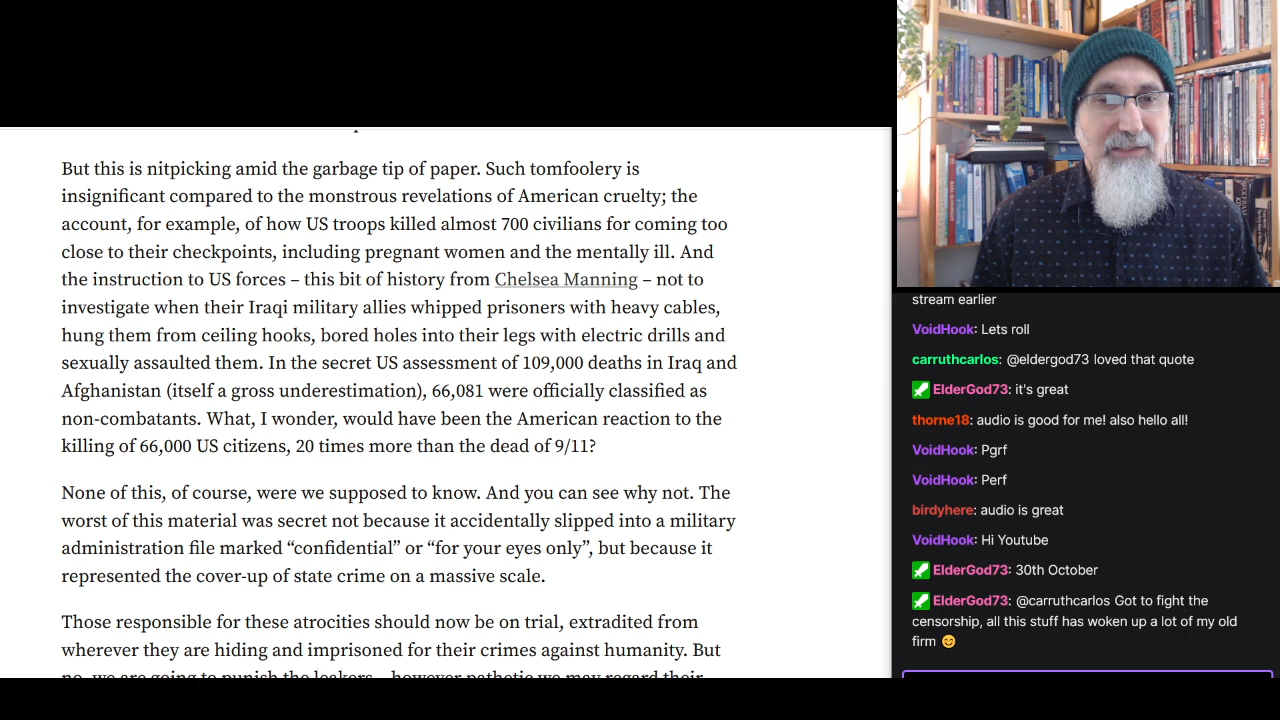 But this is nitpicking amid the garbage tip of paper. Such tomfoolery is
insignificant compared to the monstrous revelations of American cruelty; the
account, for example, of how US troops killed almost 700 civilians for coming too
close to their checkpoints, including pregnant women and the mentally ill. And
the instruction to US forces – this bit of history from Chelsea Manning – not to
investigate when their Iraqi military allies whipped prisoners with heavy cables,
hung them from ceiling hooks, bored holes into their legs with electric drills and
sexually assaulted them. In the secret US assessment of 109,000 deaths in Iraq and
Afghanistan (itself a gross underestimation), 66,081 were officially classified as
non-combatants. What, I wonder, would have been the American reaction to the
killing of 66,000 US citizens, 20 times more than the dead of 9/11?
None of this, of course, were we supposed to know. And you can see why not. The
worst of this material was secret not because it accidentally slipped into a military
administration file marked “confidential” or “for your eyes only”, but because it
represented the cover-up of state crime on a massive scale.
Those responsible for these atrocities should now be on trial, extradited from
wherever they are hiding and imprisoned for their crimes against humanity. But
no, we are going to punish the leakers – however pathetic we may regard their
stream earlier
VoidHook: Lets roll
carruthcarlos: @eldergod73 loved that quote
ElderGod73: it's great
thorne18: audio is good for me! also hello all!
VoidHook: Pgrf
VoidHook: Perf
birdyhere: audio is great
VoidHook: Hi Youtube
ElderGod73: 30th October
ElderGod73: @carruthcarlos Got to fight the
censorship, all this stuff has woken up a lot of my old
firm 😊